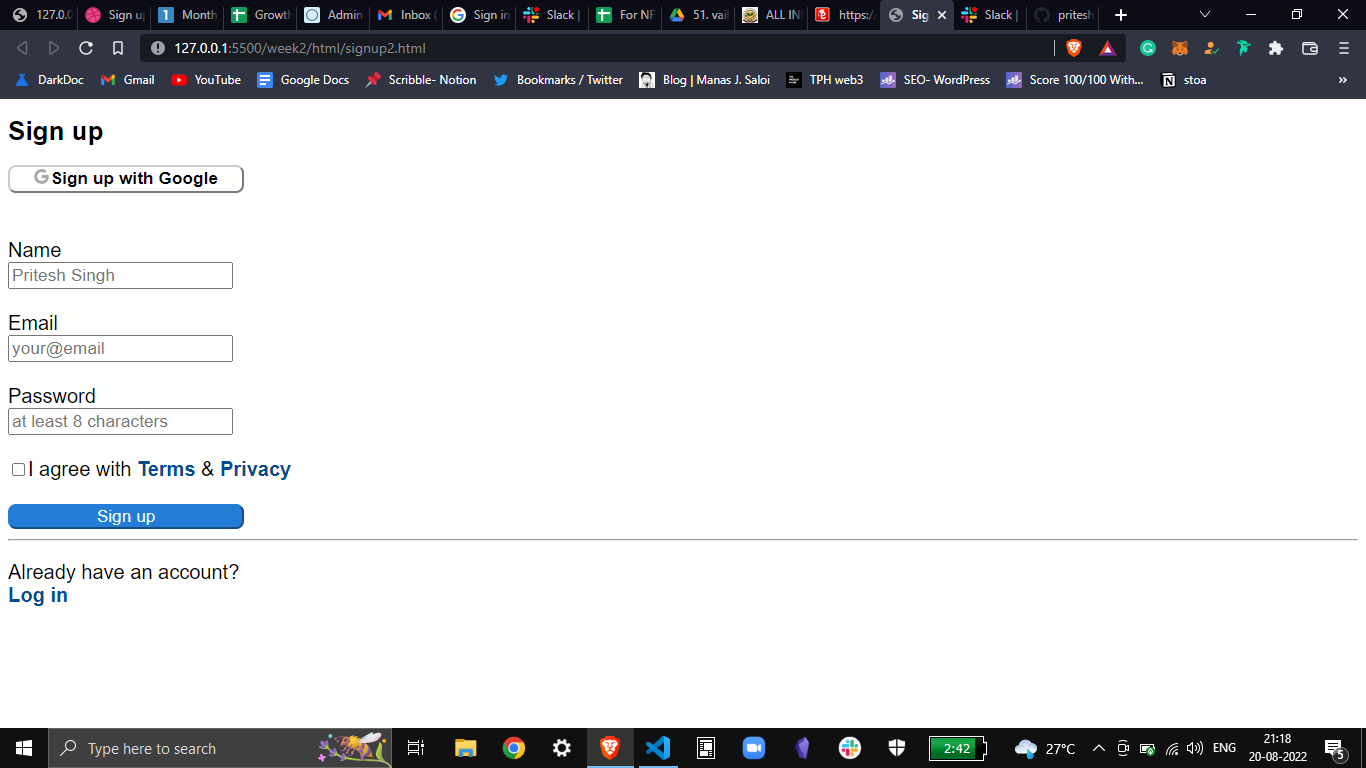 127.0.0 Sign up 1 Month Growth Admin Inbox ( Sign in Slack | For NF 51. vai ALL IN https:/ Sig Slack | pritesh
127.0.0.1:5500/week2/html/signup2.html
DarkDoc Gmail YouTube Google Docs Scribble- Notion Bookmarks / Twitter Blog | Manas J. Saloi TPH web3 SEO- WordPress Score 100/100 With... stoa »
Sign up
Sign up with Google
Name
Pritesh Singh
Email
your@email
Password
at least 8 characters
I agree with Terms & Privacy
Sign up
Already have an account?
Log in
Type here to search 2:42 27°C ENG 21:18 5
20-08-2022